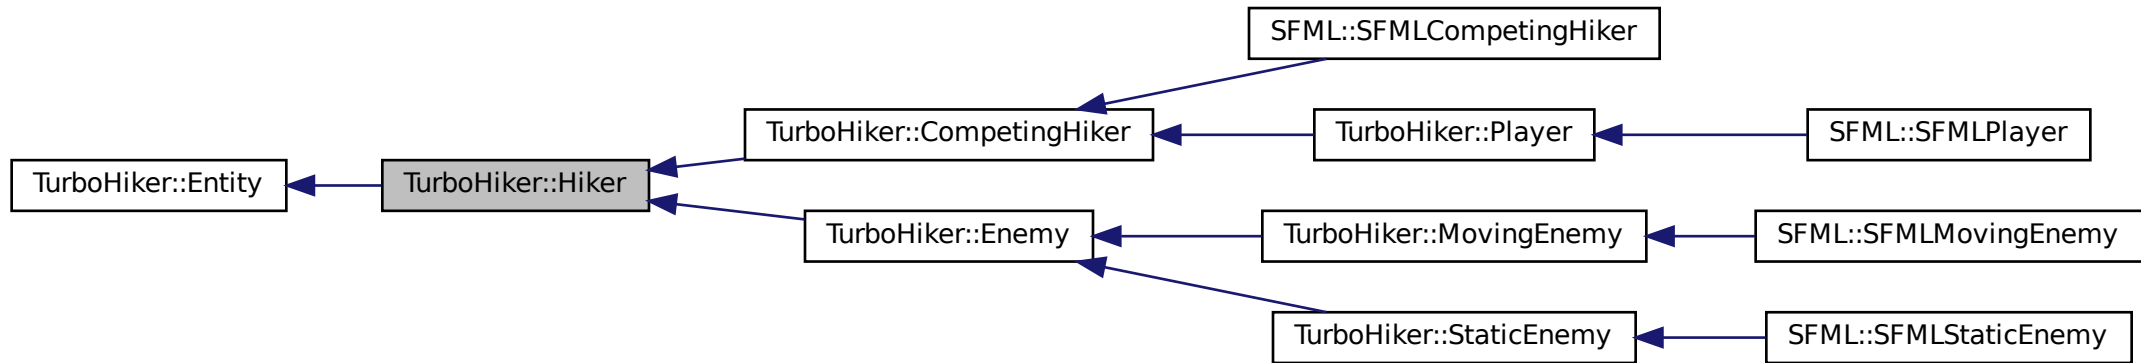 SFML::SFMLCompetingHiker
TurboHiker::CompetingHiker
TurboHiker::Player
SFML::SFMLPlayer
TurboHiker::Entity
TurboHiker::Hiker
TurboHiker::Enemy
TurboHiker::MovingEnemy
SFML::SFMLMovingEnemy
TurboHiker::StaticEnemy
SFML::SFMLStaticEnemy